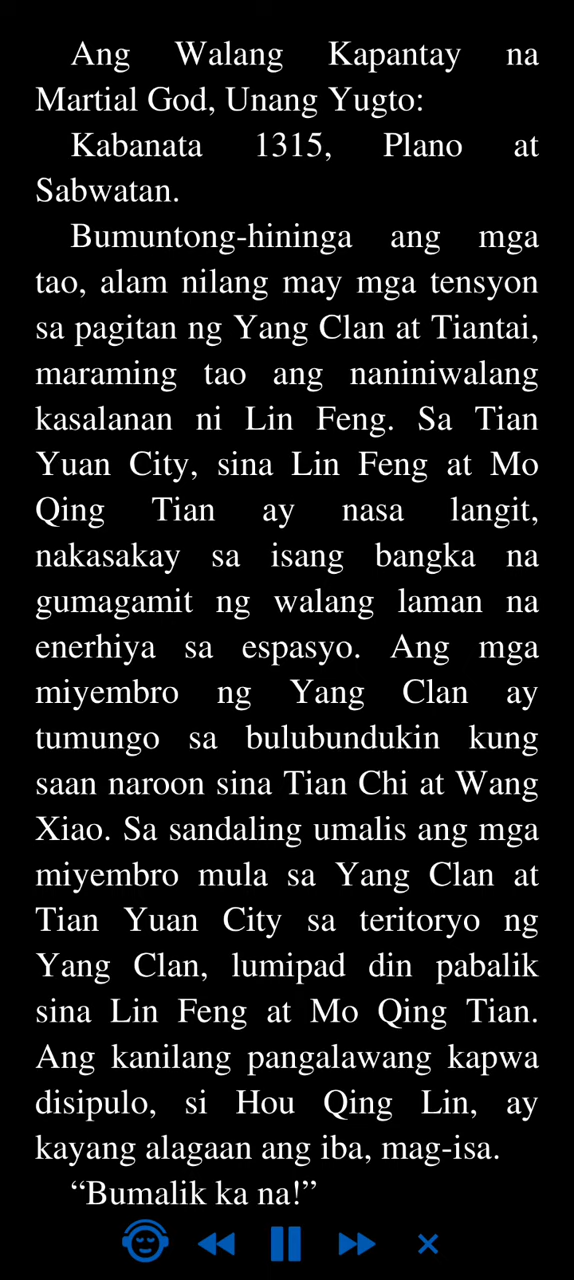 Ang Walang Kapantay na
Martial God, Unang Yugto:
Kabanata 1315, Plano at
Sabwatan.
Bumuntong-hininga ang mga
tao, alam nilang may mga tensyon
sa pagitan ng Yang Clan at Tiantai,
maraming tao ang naniniwalang
kasalanan ni Lin Feng. Sa Tian
Yuan City, sina Lin Feng at Mo
Qing Tian ay nasa langit,
nakasakay sa isang bangka na
gumagamit ng walang laman na
enerhiya sa espasyo. Ang mga
miyembro ng Yang Clan ay
tumungo sa bulubundukin kung
saan naroon sina Tian Chi at Wang
Xiao. Sa sandaling umalis ang mga
miyembro mula sa Yang Clan at
Tian Yuan City sa teritoryo ng
Yang Clan, lumipad din pabalik
sina Lin Feng at Mo Qing Tian.
Ang kanilang pangalawang kapwa
disipulo, si Hou Qing Lin, ay
kayang alagaan ang iba, mag-isa.
“Bumalik ka na!”